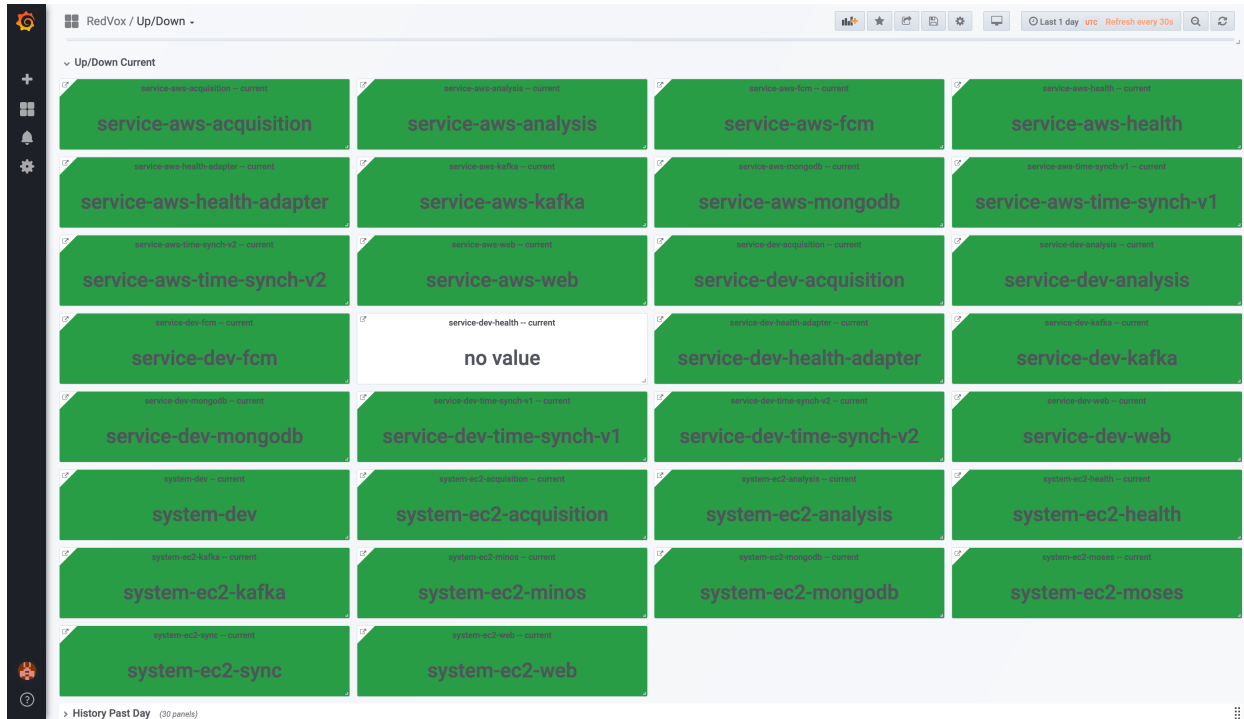 RedVox / Up/Down
Last 1 day UTC Refresh every 30s
Up/Down Current
service-aws-acquisition -- current
service-aws-acquisition
service-aws-analysis -- current
service-aws-analysis
service-aws-fcm -- current
service-aws-fcm
service-aws-health -- current
service-aws-health
service-aws-health-adapter -- current
service-aws-health-adapter
service-aws-kafka -- current
service-aws-kafka
service-aws-mongodb -- current
service-aws-mongodb
service-aws-time-synch-v1 -- current
service-aws-time-synch-v1
service-aws-time-synch-v2 -- current
service-aws-time-synch-v2
service-aws-web -- current
service-aws-web
service-dev-acquisition -- current
service-dev-acquisition
service-dev-analysis -- current
service-dev-analysis
service-dev-fcm -- current
service-dev-fcm
service-dev-health -- current
no value
service-dev-health-adapter -- current
service-dev-health-adapter
service-dev-kafka -- current
service-dev-kafka
service-dev-mongodb -- current
service-dev-mongodb
service-dev-time-synch-v1 -- current
service-dev-time-synch-v1
service-dev-time-synch-v2 -- current
service-dev-time-synch-v2
service-dev-web -- current
service-dev-web
system-dev -- current
system-dev
system-ec2-acquisition -- current
system-ec2-acquisition
system-ec2-analysis -- current
system-ec2-analysis
system-ec2-health -- current
system-ec2-health
system-ec2-kafka -- current
system-ec2-kafka
system-ec2-minos -- current
system-ec2-minos
system-ec2-mongodb -- current
system-ec2-mongodb
system-ec2-moses -- current
system-ec2-moses
system-ec2-sync -- current
system-ec2-sync
system-ec2-web -- current
system-ec2-web
History Past Day (30 panels)